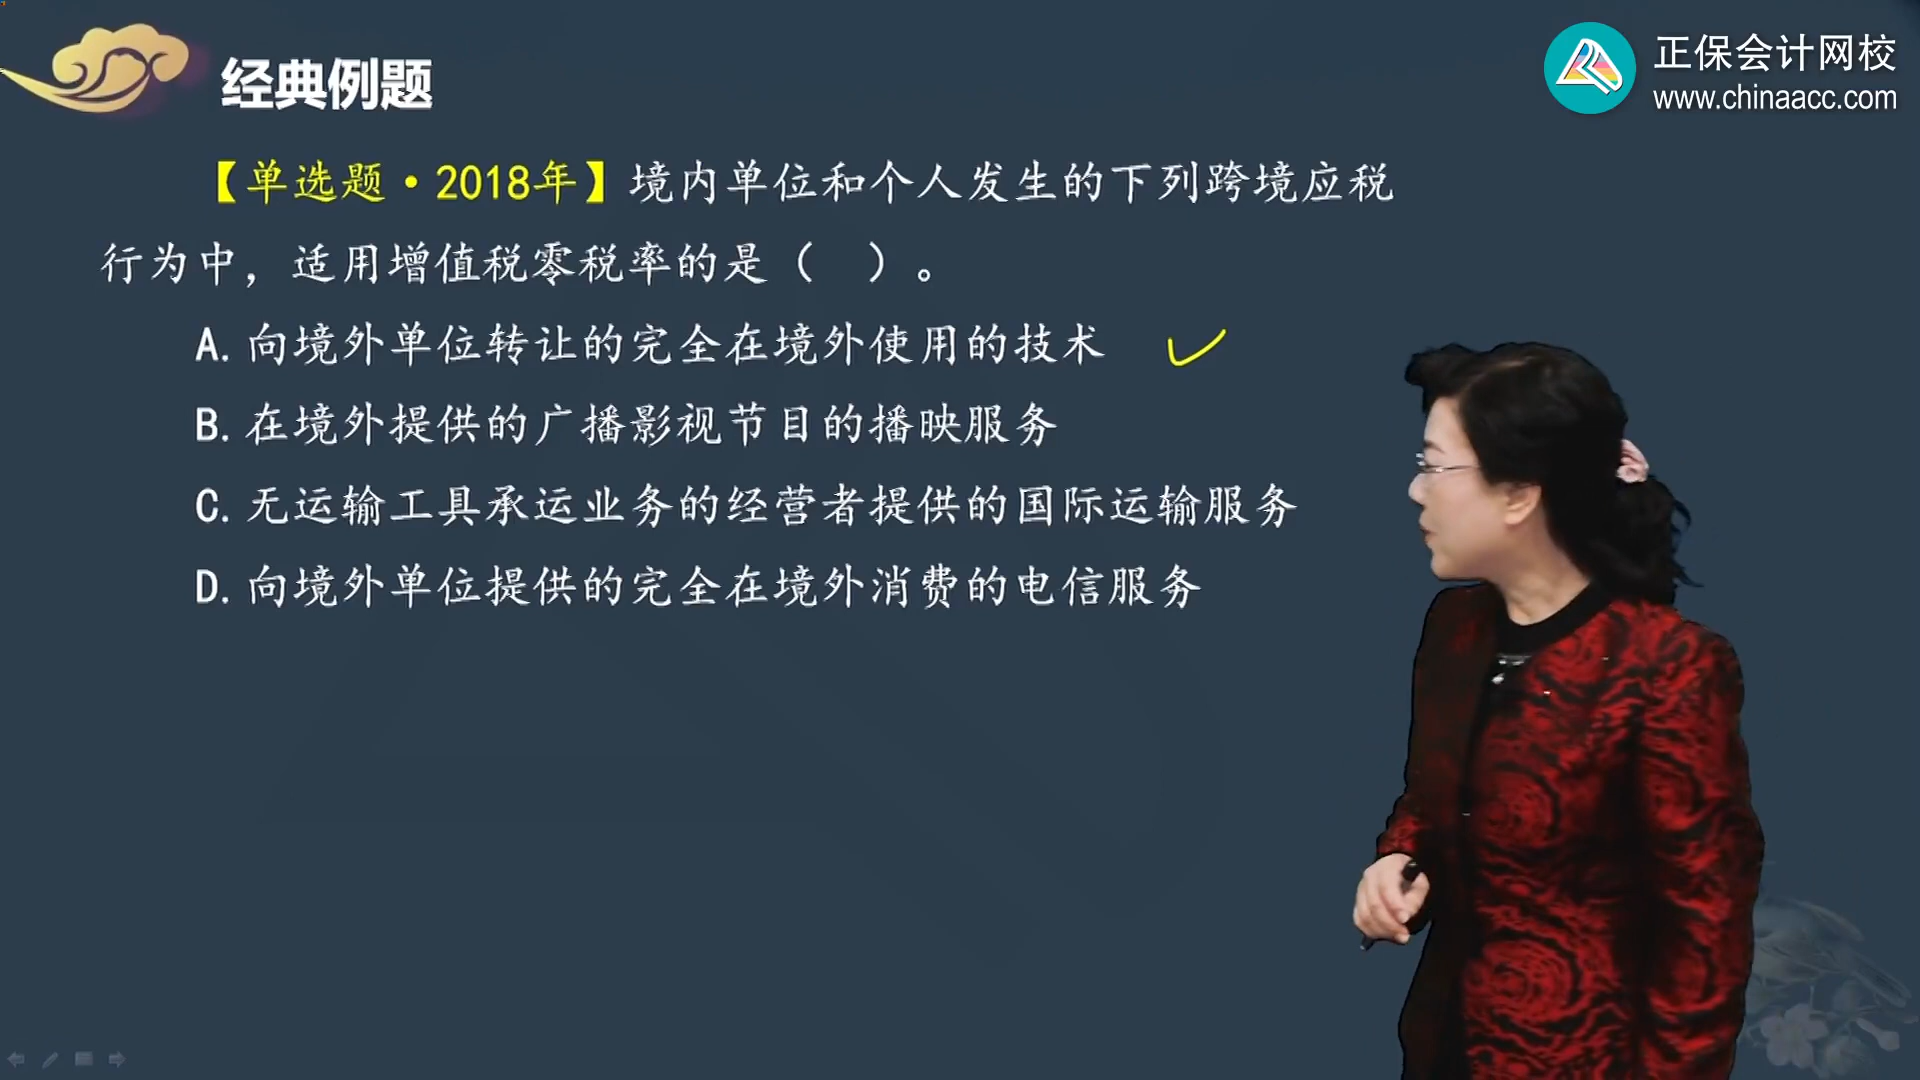 经典例题
正保会计网校
www.chinaacc.com
【单选题·2018年】境内单位和个人发生的下列跨境应税
行为中，适用增值税零税率的是（ ）。
A.向境外单位转让的完全在境外使用的技术
B.在境外提供的广播影视节目的播映服务
C.无运输工具承运业务的经营者提供的国际运输服务
D.向境外单位提供的完全在境外消费的电信服务